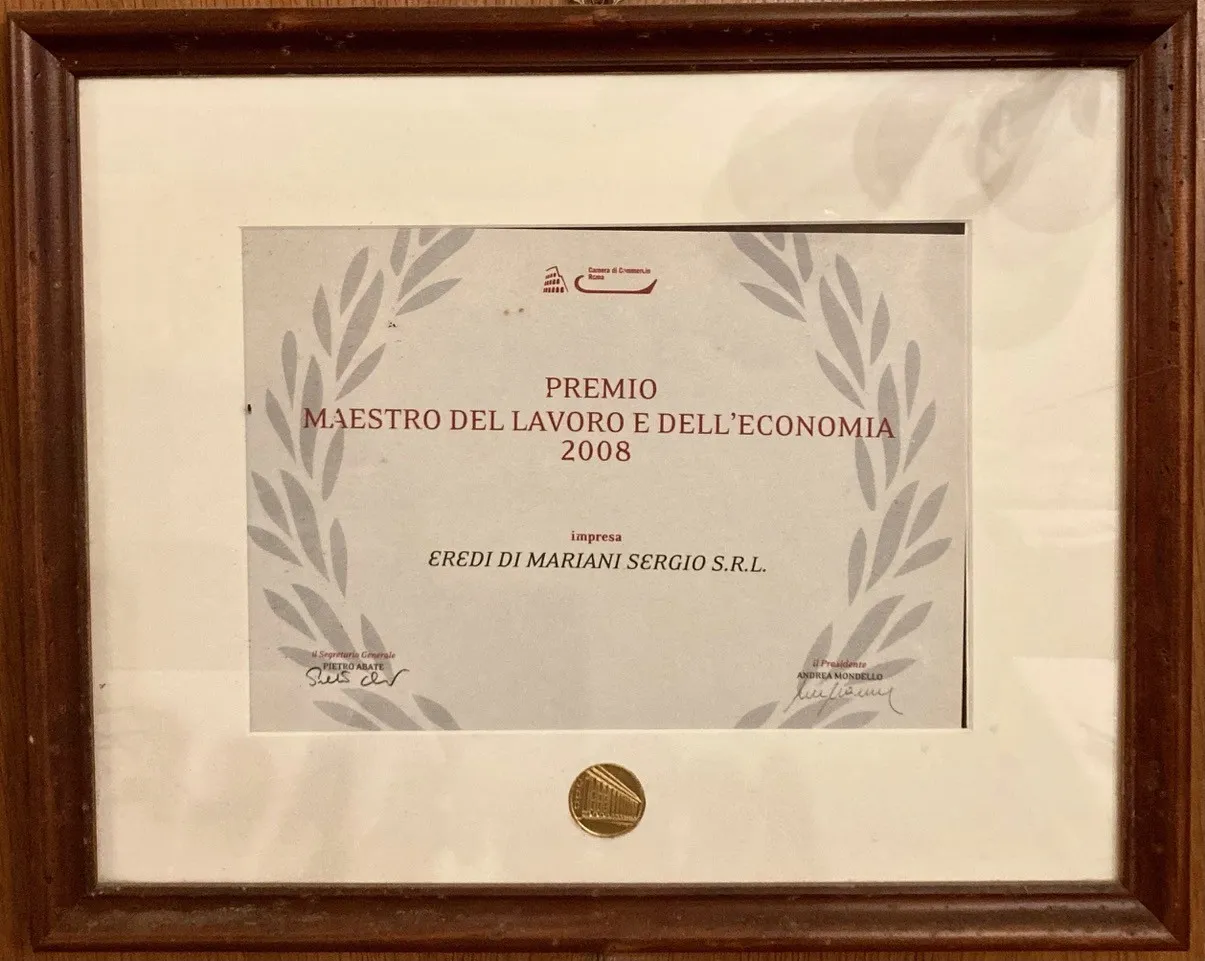 Camera di Commercio
Roma
PREMIO
MAESTRO DEL LAVORO E DELL'ECONOMIA
2008
impresa
EREDI DI MARIANI SERGIO S.R.L.
il Segretario Generale
PIETRO ABATE
il Presidente
ANDREA MONDELLO